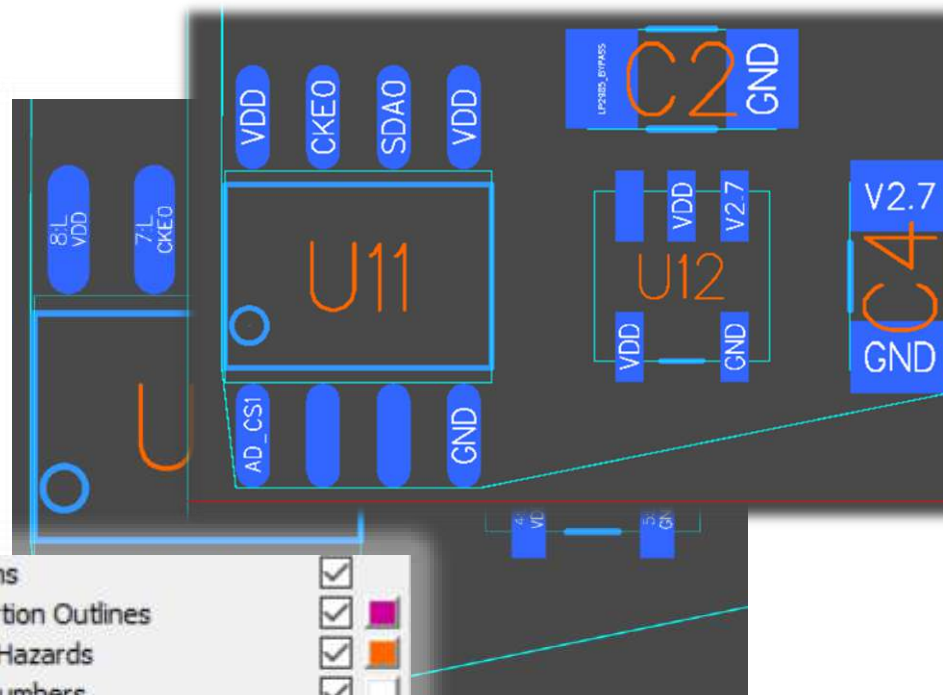 VDD
CKE0
SDA0
VDD
U11
AD_CS1
GND
LP2985_BYPASS
C2
GND
VDD
V2.7
U12
VDD
GND
V2.7
C4
GND
8:L
VDD
7:L
CKE0
Outlines
Hazards